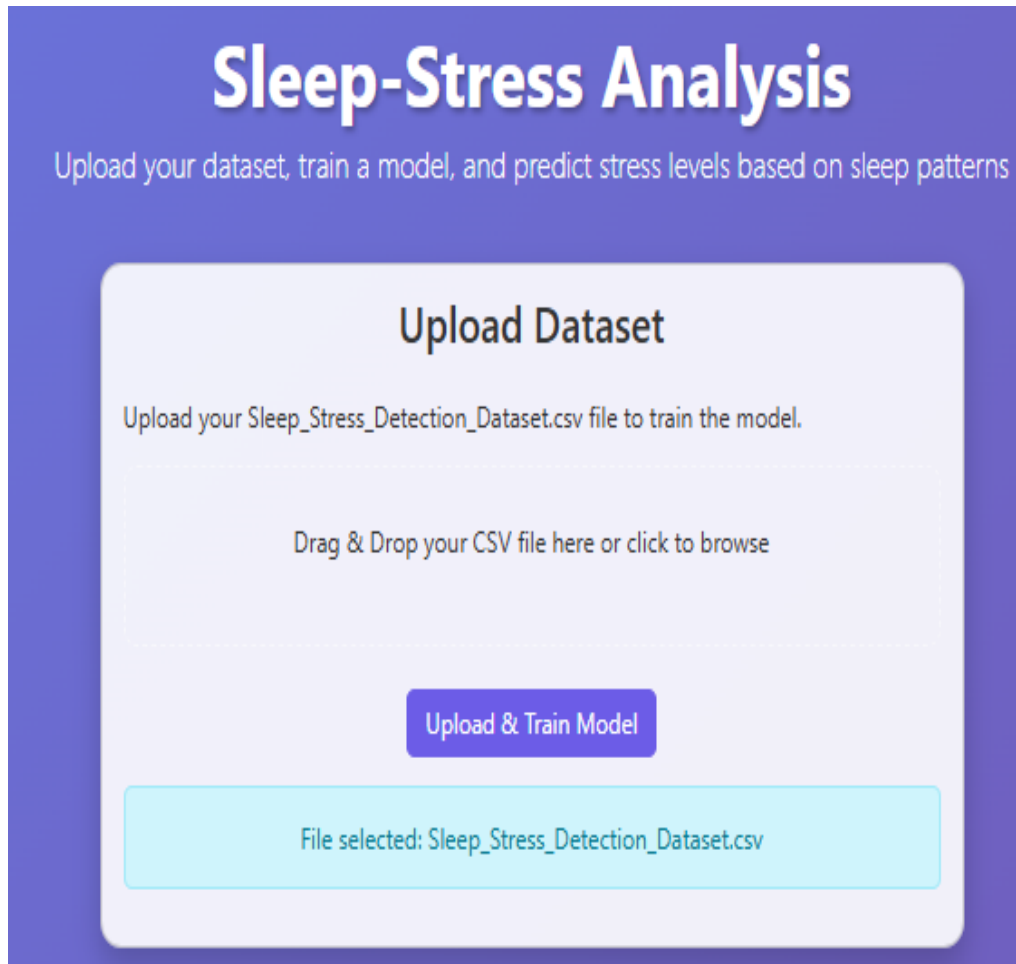 Sleep-Stress Analysis
Upload your dataset, train a model, and predict stress levels based on sleep patterns
Upload Dataset
Upload your Sleep_Stress_Detection_Dataset.csv file to train the model.
Drag & Drop your CSV file here or click to browse
Upload & Train Model
File selected: Sleep_Stress_Detection_Dataset.csv